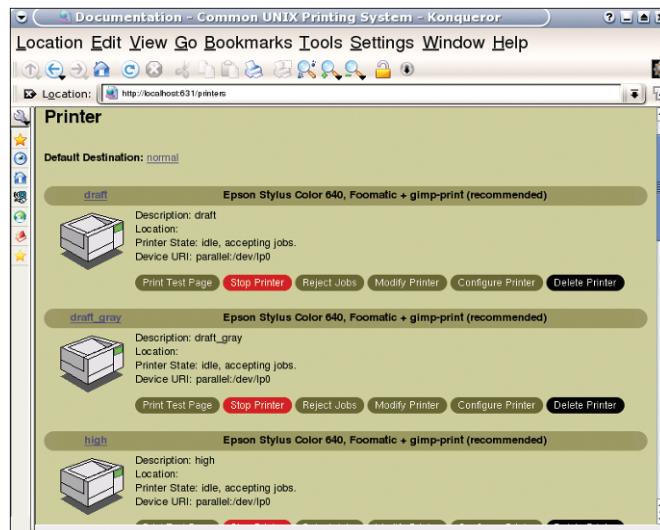 Documentation - Common UNIX Printing System - Konqueror
Location Edit View Go Bookmarks Tools Settings Window Help
Location: http://localhost:631/printers
Printer
Default Destination: normal
draft Epson Stylus Color 640, Foomatic + gimp-print (recommended)
Description: draft
Location:
Printer State: idle, accepting jobs.
Device URI: parallel:/dev/lp0
Print Test Page Stop Printer Reject Jobs Modify Printer Configure Printer Delete Printer
draft_gray Epson Stylus Color 640, Foomatic + gimp-print (recommended)
Description: draft_gray
Location:
Printer State: idle, accepting jobs.
Device URI: parallel:/dev/lp0
Print Test Page Stop Printer Reject Jobs Modify Printer Configure Printer Delete Printer
high Epson Stylus Color 640, Foomatic + gimp-print (recommended)
Description: high
Location:
Printer State: idle, accepting jobs.
Device URI: parallel:/dev/lp0